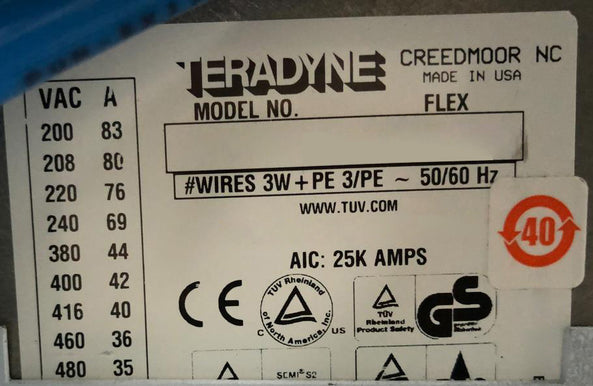 TERADYNE
CREEDMOOR NC
MADE IN USA
MODEL NO. FLEX
#WIRES 3W + PE 3/PE ~ 50/60 Hz
WWW.TUV.COM
AIC: 25K AMPS
VAC A
200 83
208 80
220 76
240 69
380 44
400 42
416 40
460 36
480 35
40
CE
TÜV Rheinland
of North America, Inc.
C US
TÜV
Rheinland
Product Safety
GS
SEMI® S2